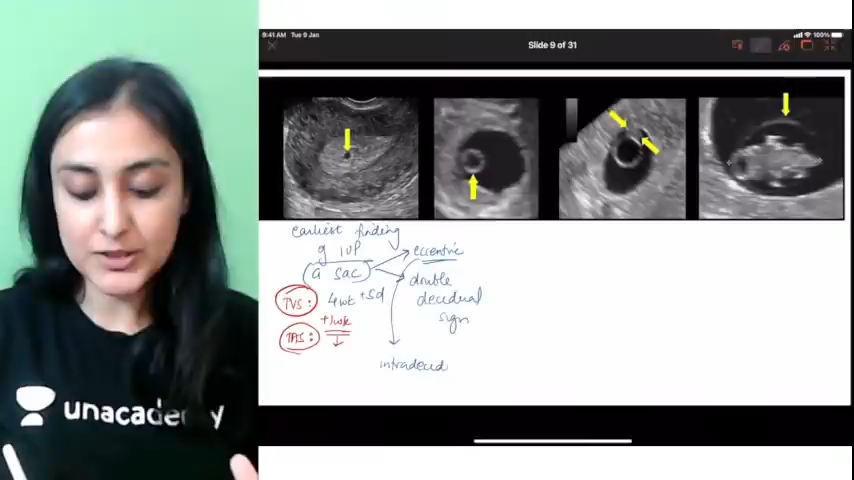 9:41 AM Tue 9 Jan
100%
Slide 9 of 31
earliest finding
g IUP
G SAC
eccentric
double
decidual
sign
TVS: 4wk +5d
+1wk
TAS:
intradecid
unacademy